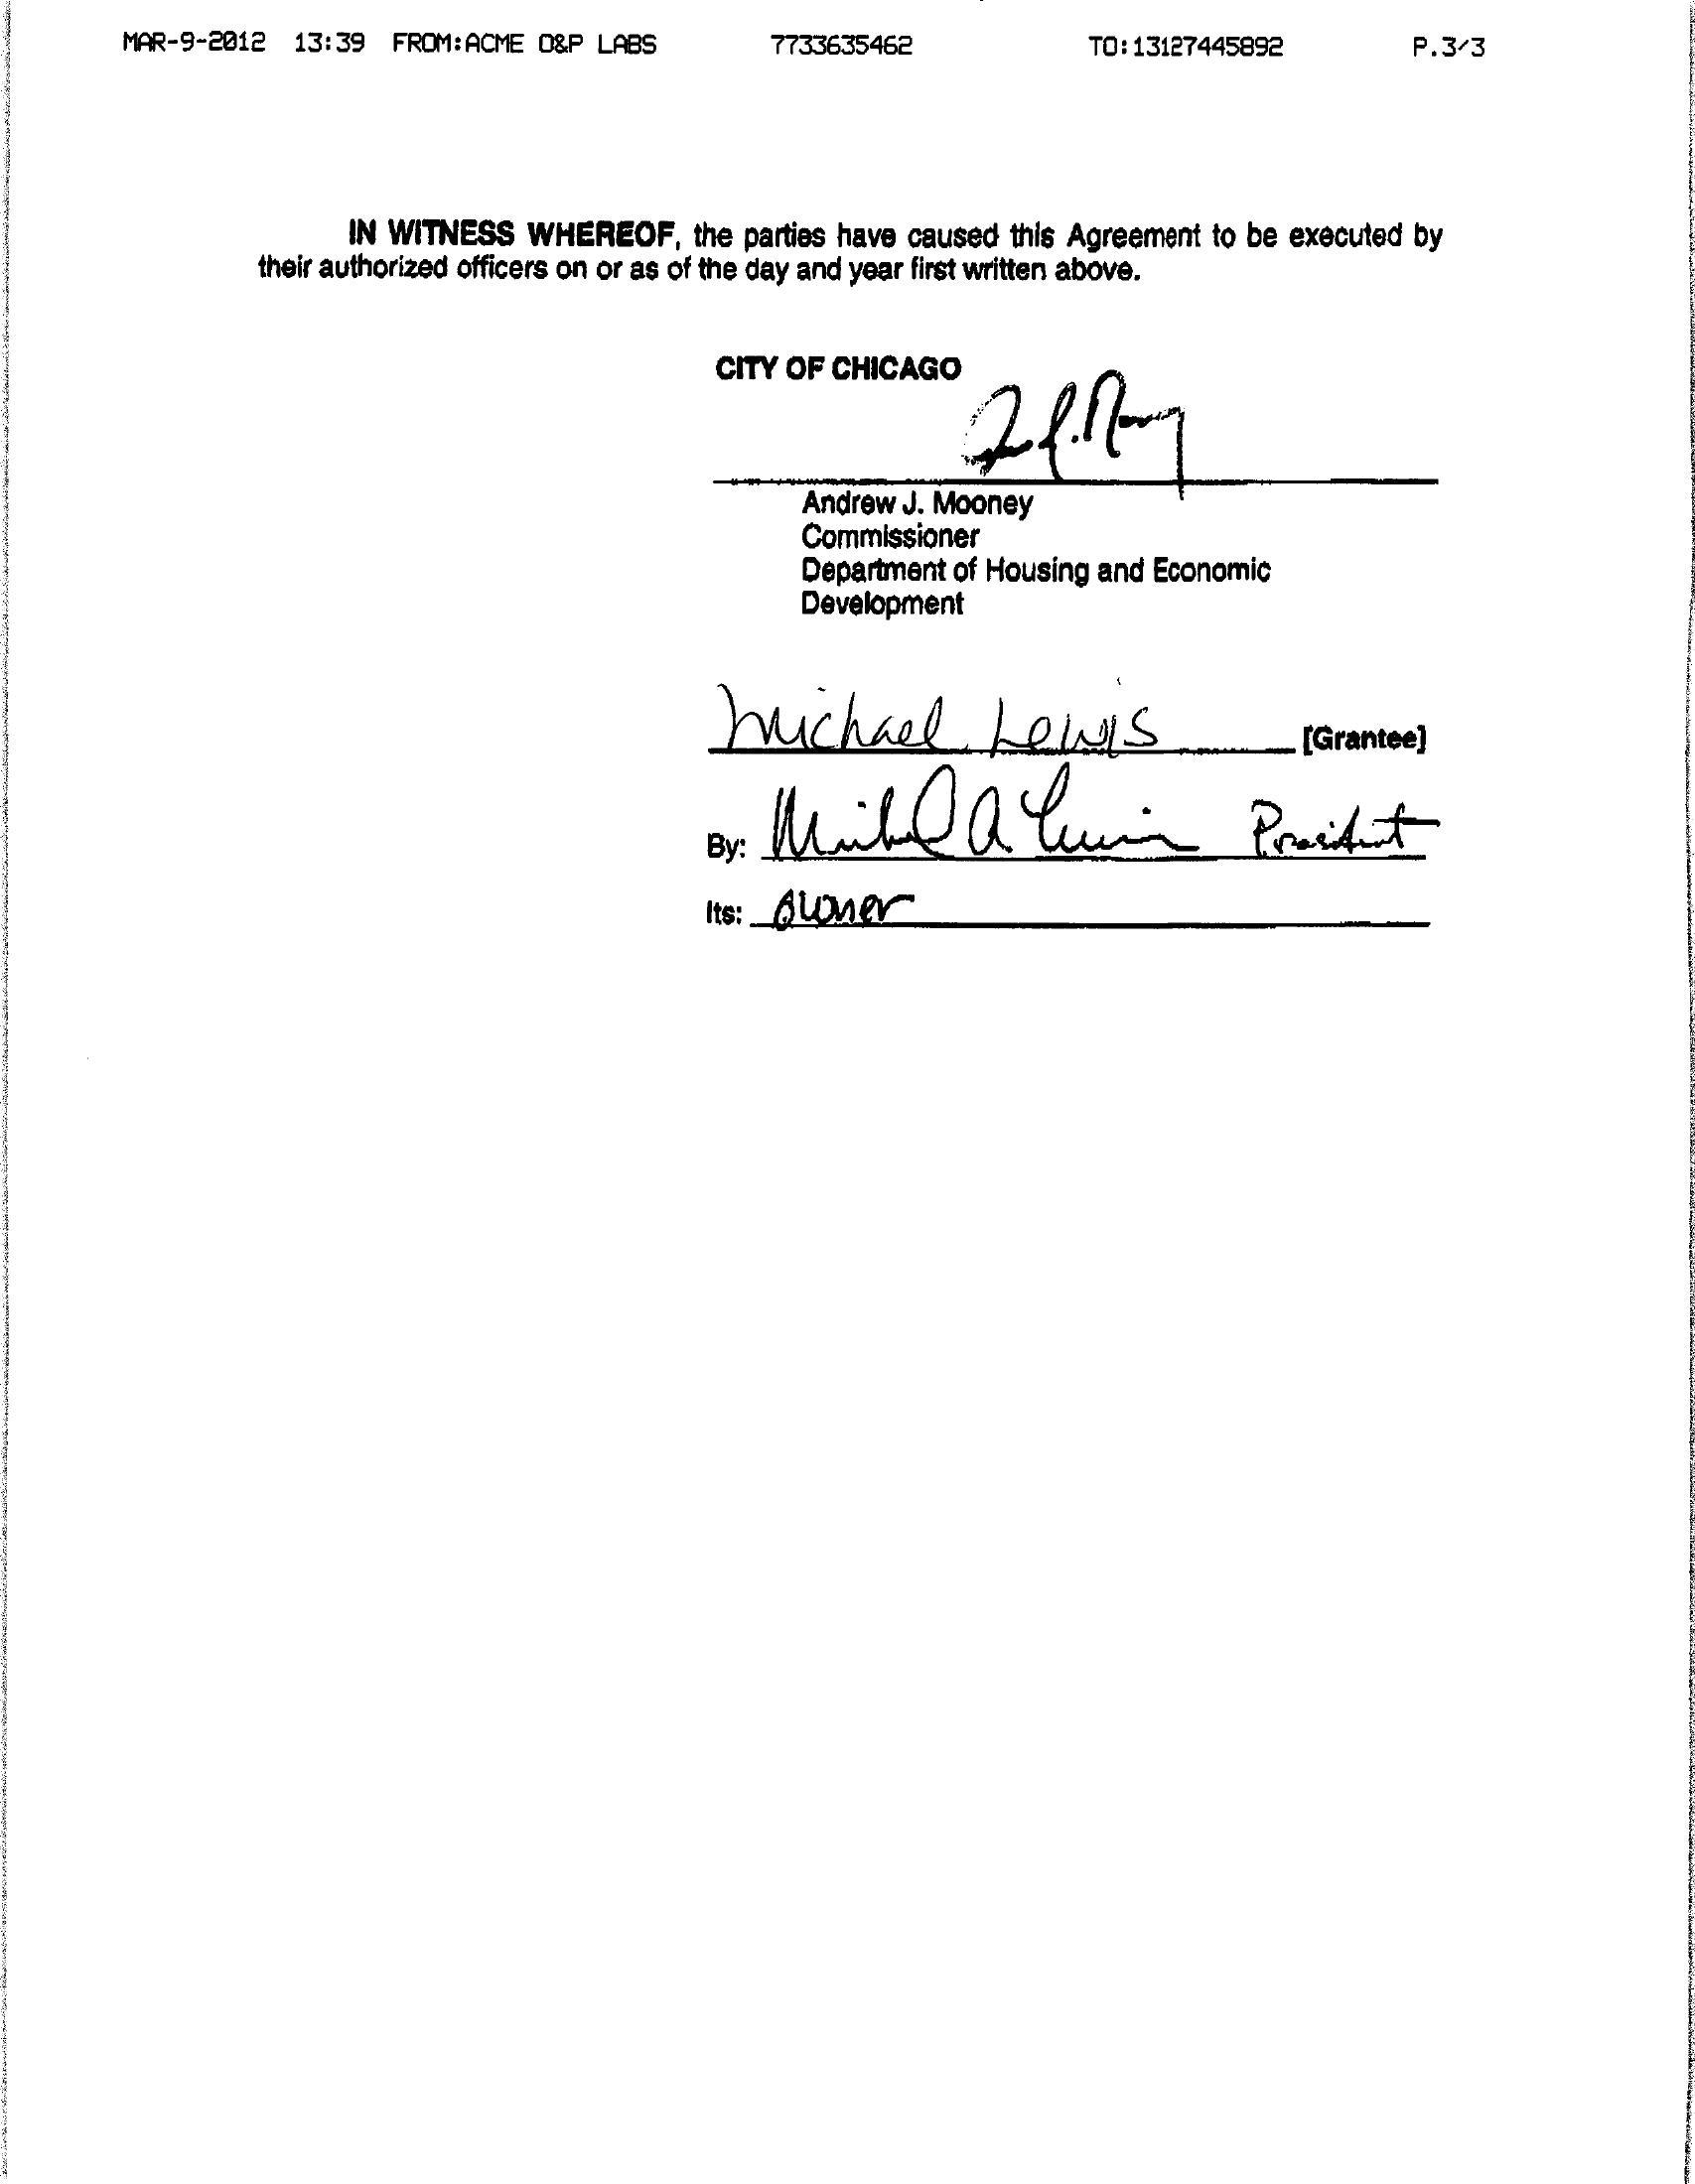 MAR-9-2012 13:39 FROM:ACME O&P LABS 7733635462 TO:13127445892 P.3/3
IN WITNESS WHEREOF, the parties have caused this Agreement to be executed by
their authorized officers on or as of the day and year first written above.
CITY OF CHICAGO
Andrew J. Mooney
Commissioner
Department of Housing and Economic
Development
Michael Lewis [Grantee]
By: Michael A Lewis President
Its: owner